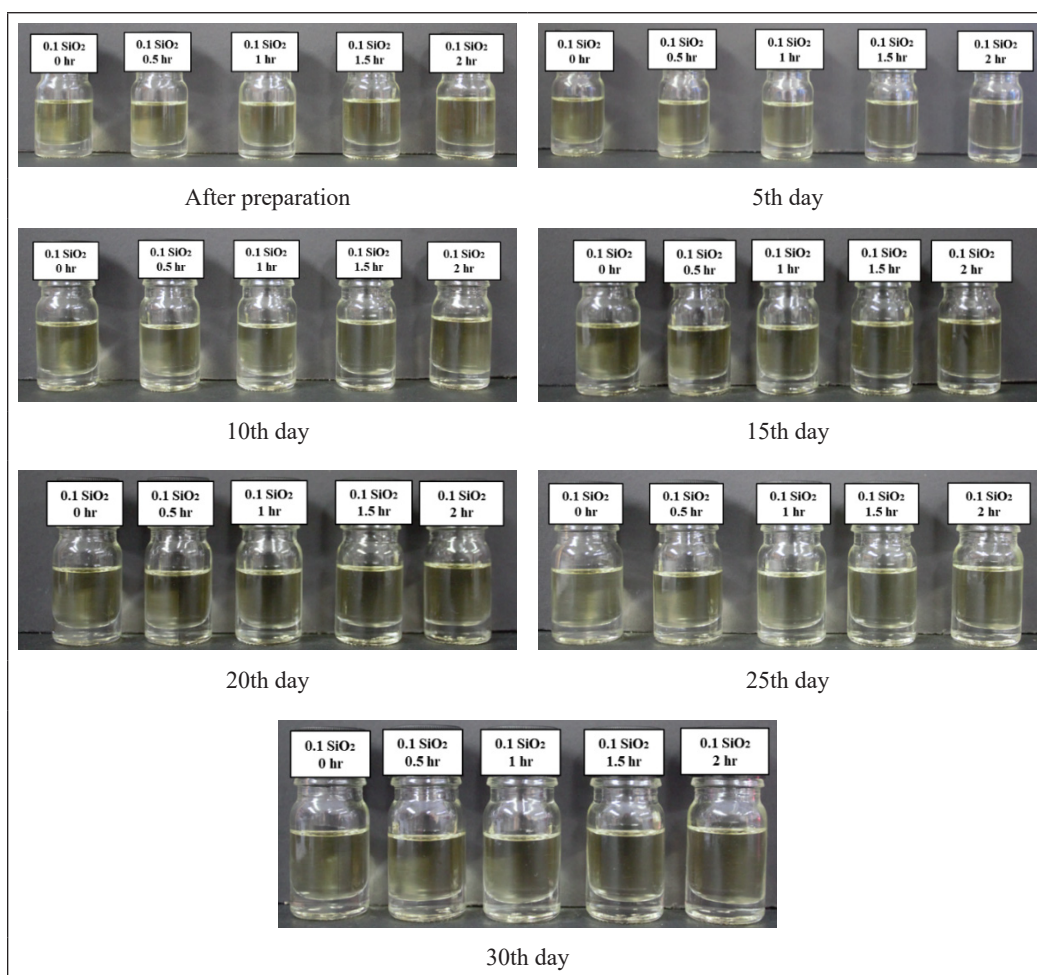 0.1 SiO₂
0 hr
0.1 SiO₂
0.5 hr
0.1 SiO₂
1 hr
0.1 SiO₂
1.5 hr
0.1 SiO₂
2 hr
After preparation
0.1 SiO₂
0 hr
0.1 SiO₂
0.5 hr
0.1 SiO₂
1 hr
0.1 SiO₂
1.5 hr
0.1 SiO₂
2 hr
5th day
0.1 SiO₂
0 hr
0.1 SiO₂
0.5 hr
0.1 SiO₂
1 hr
0.1 SiO₂
1.5 hr
0.1 SiO₂
2 hr
10th day
0.1 SiO₂
0 hr
0.1 SiO₂
0.5 hr
0.1 SiO₂
1 hr
0.1 SiO₂
1.5 hr
0.1 SiO₂
2 hr
15th day
0.1 SiO₂
0 hr
0.1 SiO₂
0.5 hr
0.1 SiO₂
1 hr
0.1 SiO₂
1.5 hr
0.1 SiO₂
2 hr
20th day
0.1 SiO₂
0 hr
0.1 SiO₂
0.5 hr
0.1 SiO₂
1 hr
0.1 SiO₂
1.5 hr
0.1 SiO₂
2 hr
25th day
0.1 SiO₂
0 hr
0.1 SiO₂
0.5 hr
0.1 SiO₂
1 hr
0.1 SiO₂
1.5 hr
0.1 SiO₂
2 hr
30th day